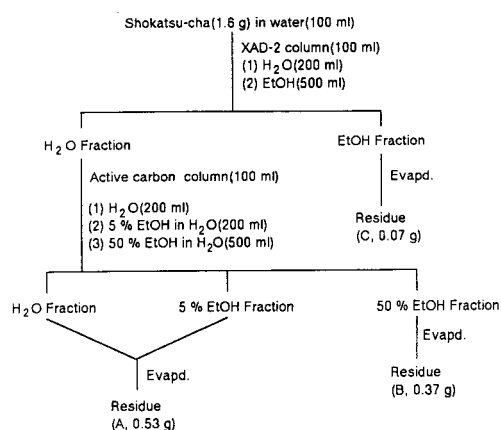 Shokatsu-cha(1.6 g) in water(100 ml)
XAD-2 column(100 ml)
(1) H₂O(200 ml)
(2) EtOH(500 ml)
H₂O Fraction
EtOH Fraction
Evapd.
Residue
(C, 0.07 g)
Active carbon column(100 ml)
(1) H₂O(200 ml)
(2) 5 % EtOH in H₂O(200 ml)
(3) 50 % EtOH in H₂O(500 ml)
H₂O Fraction
5 % EtOH Fraction
50 % EtOH Fraction
Evapd.
Residue
(A, 0.53 g)
Evapd.
Residue
(B, 0.37 g)